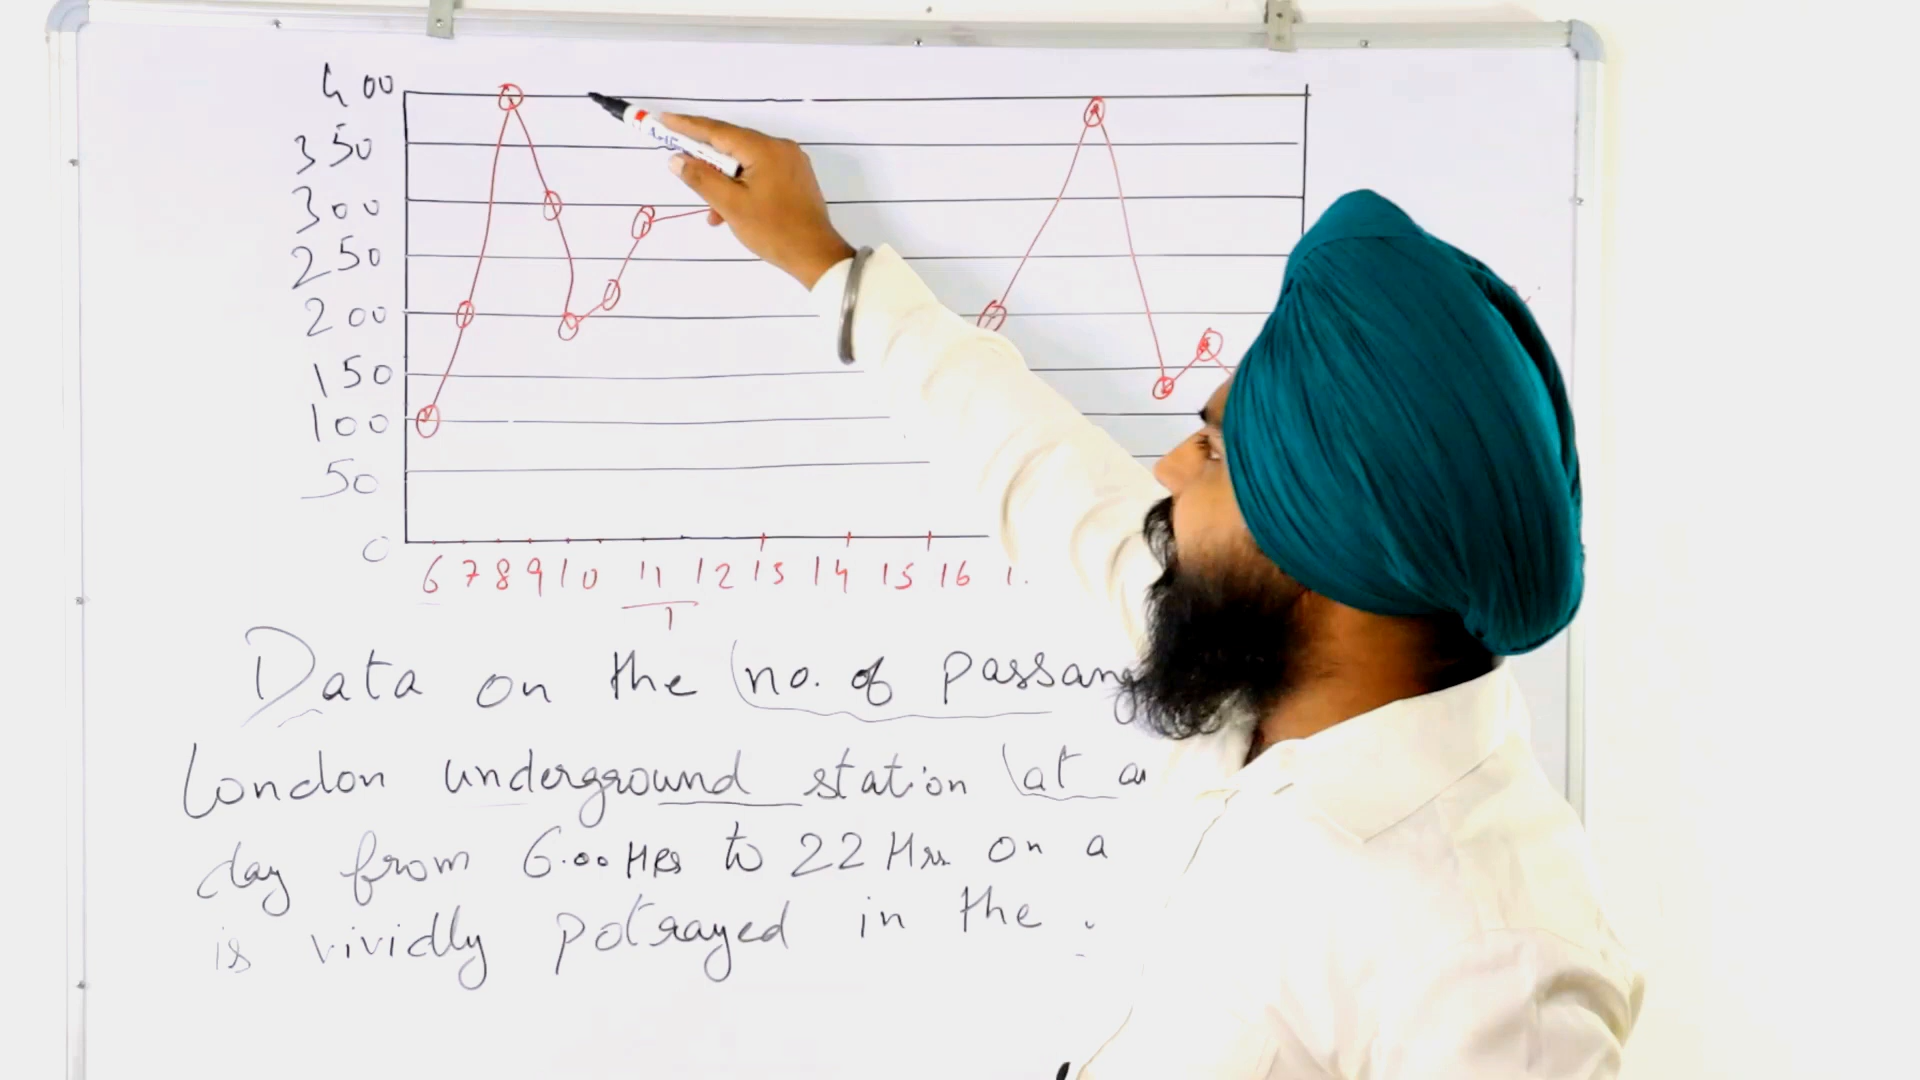 400
350
300
250
200
150
100
50
0
6 7 8 9 10 11 12 13 14 15 16 1
Data on the no. of passang
London underground station at a
day from 6.00 HRs to 22 Hrs. on a
is vividly potrayed in the